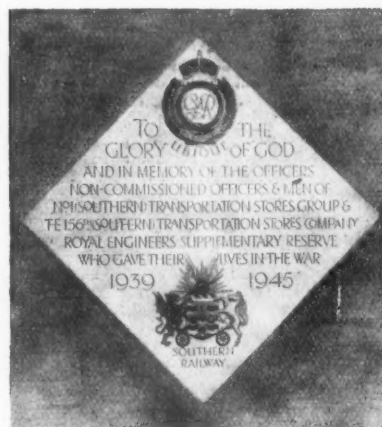 TO THE
GLORY UBIQUE OF GOD
AND IN MEMORY OF THE OFFICERS
NON-COMMISSIONED OFFICERS & MEN OF
(SOUTHERN) TRANSPORTATION STORES GROUP &
(SOUTHERN) TRANSPORTATION STORES COMPANY
ROYAL ENGINEERS SUPPLEMENTARY RESERVE
WHO GAVE THEIR LIVES IN THE WAR
1939 1945
SOUTHERN
RAILWAY